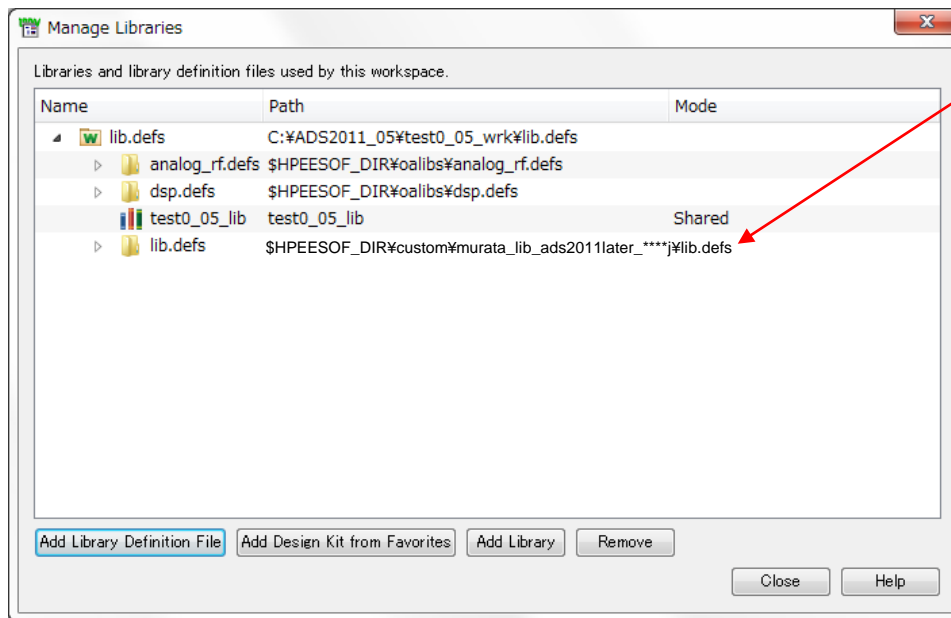 Manage Libraries
Libraries and library definition files used by this workspace.
Name Path Mode
lib.defs C:¥ADS2011_05¥test0_05_wrk¥lib.defs
analog_rf.defs $HPEESOF_DIR¥oalibs¥analog_rf.defs
dsp.defs $HPEESOF_DIR¥oalibs¥dsp.defs
test0_05_lib test0_05_lib Shared
lib.defs $HPEESOF_DIR¥custom¥murata_lib_ads2011later_****j¥lib.defs
Add Library Definition File Add Design Kit from Favorites Add Library Remove
Close Help